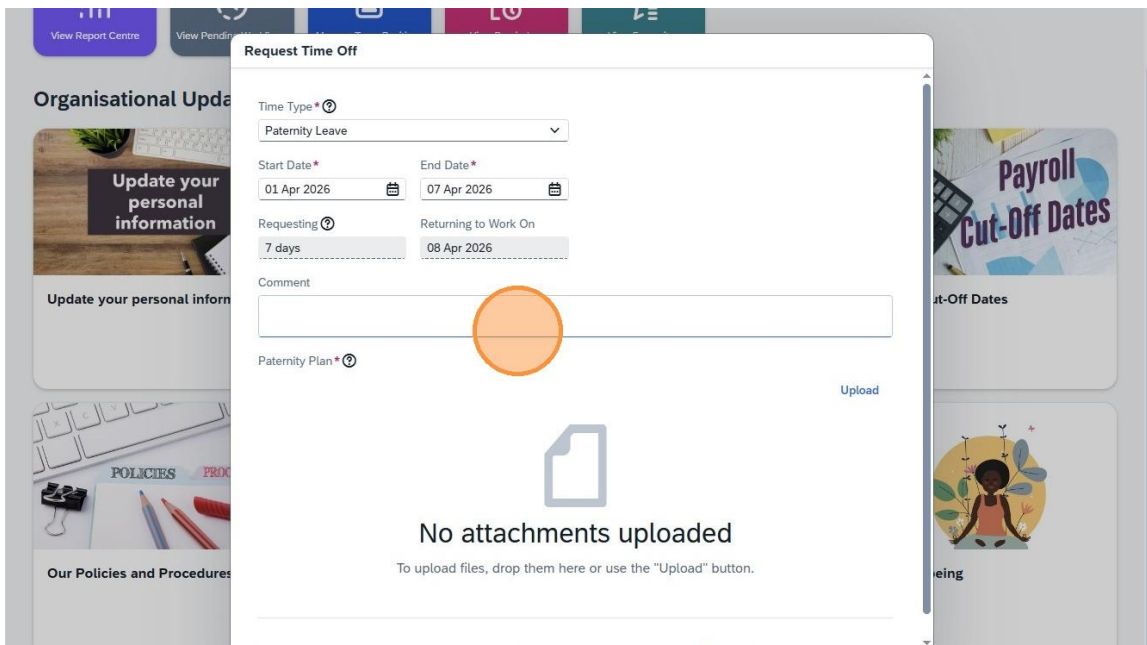 View Report Centre
View Pendin
Request Time Off
Organisational Upda
Time Type*
Paternity Leave
Start Date*
End Date*
01 Apr 2026
07 Apr 2026
Requesting
Returning to Work On
7 days
08 Apr 2026
Comment
Paternity Plan*
Upload
No attachments uploaded
To upload files, drop them here or use the "Upload" button.
Update your
personal
information
Update your personal inform
Payroll
Cut-Off Dates
ut-Off Dates
POLICIES PROC
Our Policies and Procedures
eing